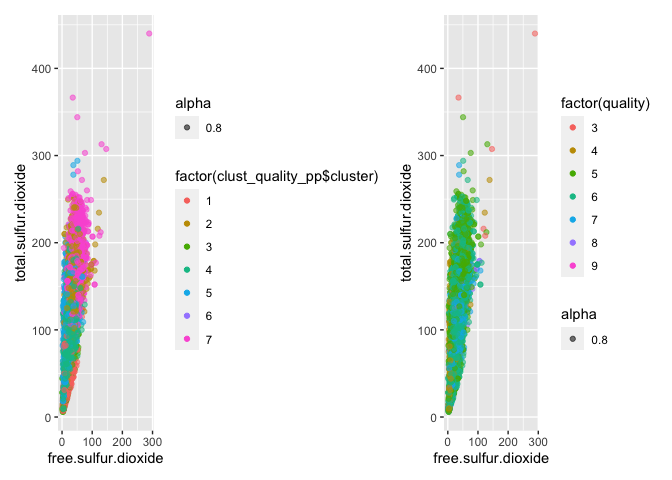 400
300
200
100
0
total.sulfur.dioxide
0 100 200 300
free.sulfur.dioxide
alpha
0.8
factor(clust_quality_pp$cluster)
1
2
3
4
5
6
7
400
300
200
100
0
total.sulfur.dioxide
0 100 200 300
free.sulfur.dioxide
factor(quality)
3
4
5
6
7
8
9
alpha
0.8